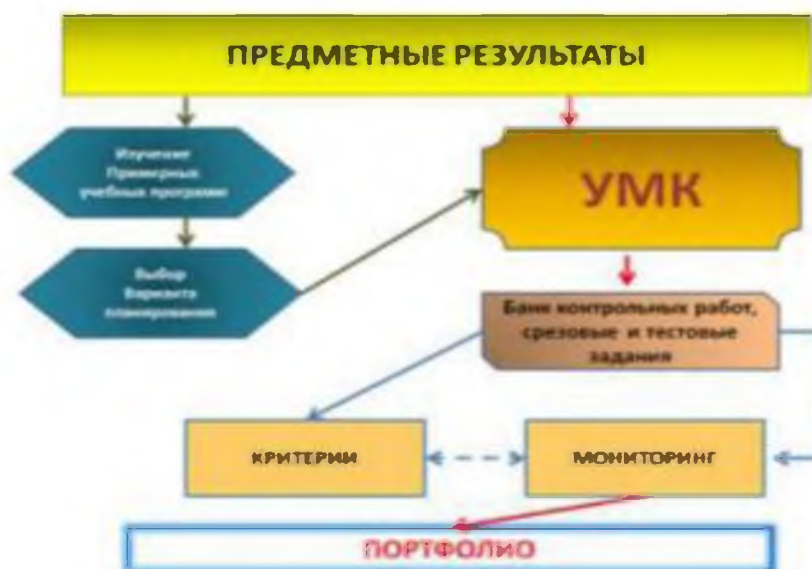 ПРЕДМЕТНЫЕ РЕЗУЛЬТАТЫ
Изучение
Примерных
учебных программ
УМК
Выбор
Варианта
планирования
Банк контрольных работ,
срезовые и тестовые
задания
КРИТЕРИИ
МОНИТОРИНГ
ПОРТФОЛИО